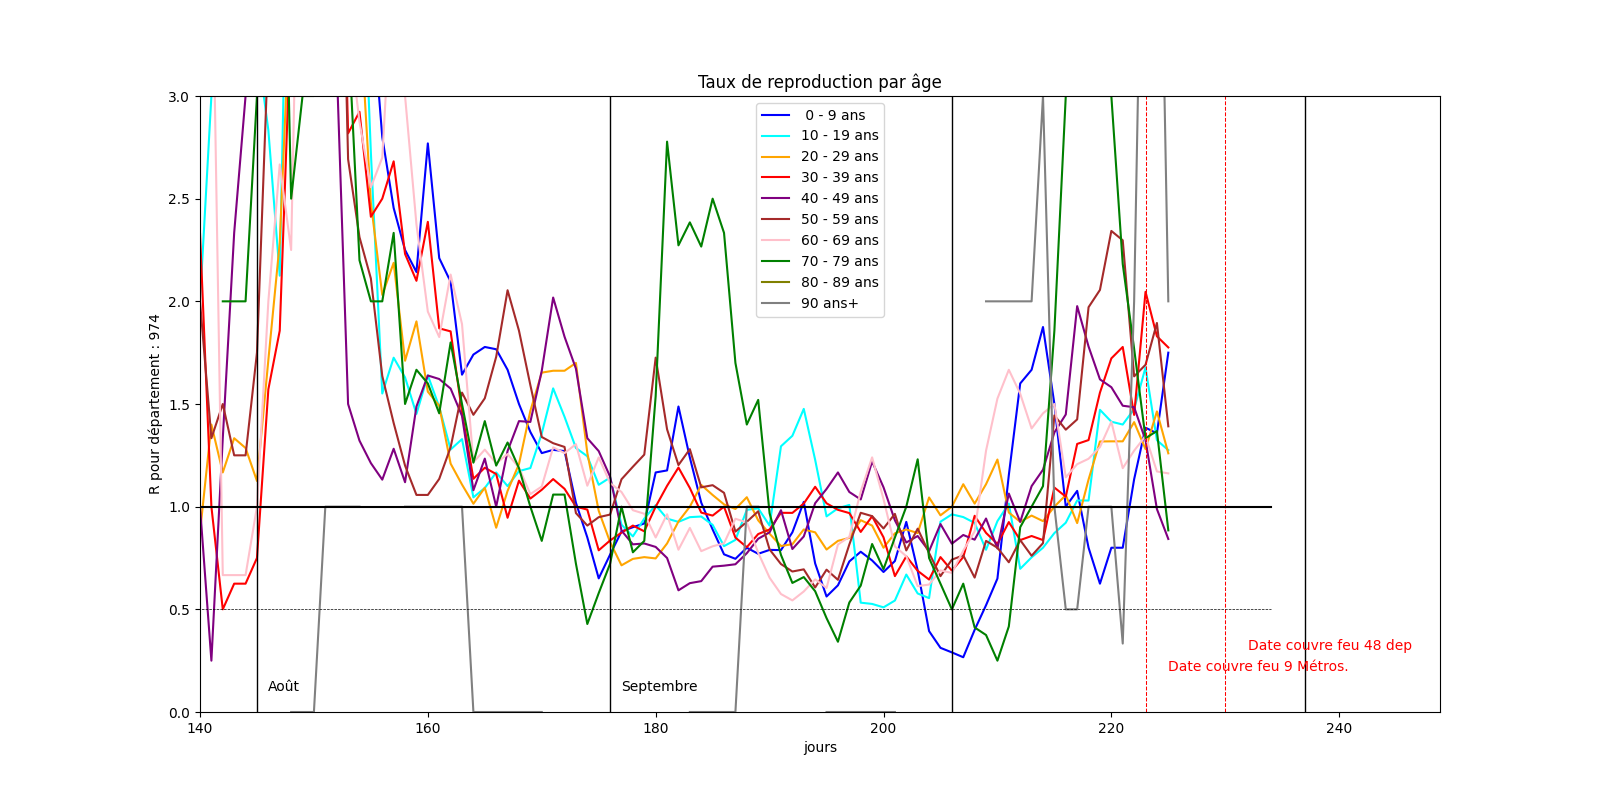 Taux de reproduction par âge
3.0
2.5
2.0
1.5
1.0
0.5
0.0
R pour département : 974
0 - 9 ans
10 - 19 ans
20 - 29 ans
30 - 39 ans
40 - 49 ans
50 - 59 ans
60 - 69 ans
70 - 79 ans
80 - 89 ans
90 ans+
Date couvre feu 48 dep
Date couvre feu 9 Métros.
Août
Septembre
140
160
180
200
220
240
jours